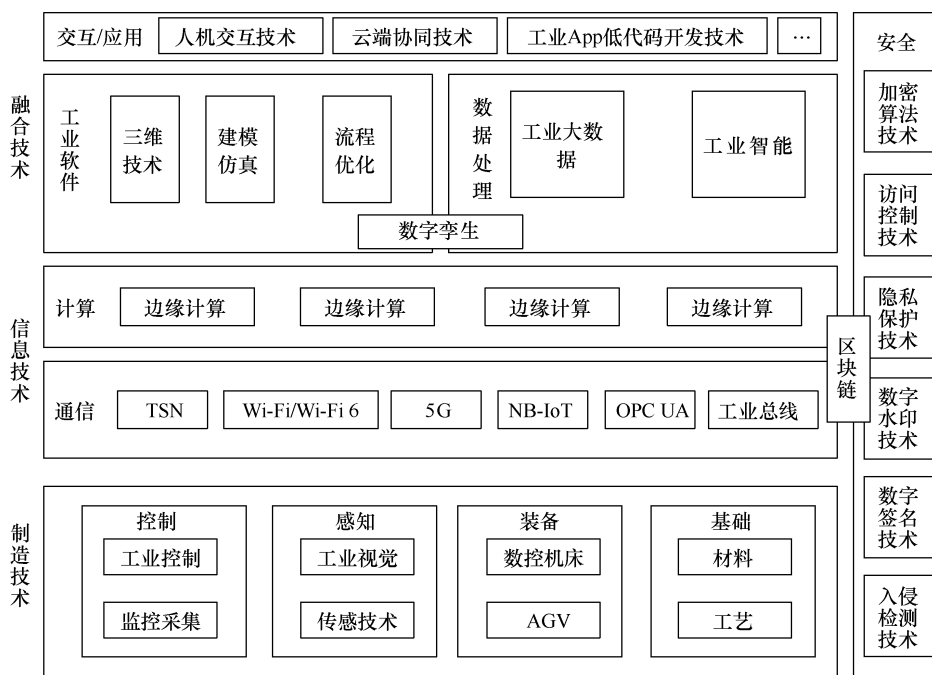 交互/应用
人机交互技术
云端协同技术
工业App低代码开发技术
…
融合技术
工业软件
三维
技术
建模
仿真
流程
优化
数据处理
工业大数
据
工业智能
数字孪生
信息技术
计算
边缘计算
边缘计算
边缘计算
边缘计算
通信
TSN
Wi-Fi/Wi-Fi 6
5G
NB-IoT
OPC UA
工业总线
区块链
制造技术
控制
工业控制
监控采集
感知
工业视觉
传感技术
装备
数控机床
AGV
基础
材料
工艺
安全
加密
算法
技术
访问
控制
技术
隐私
保护
技术
数字
水印
技术
数字
签名
技术
入侵
检测
技术